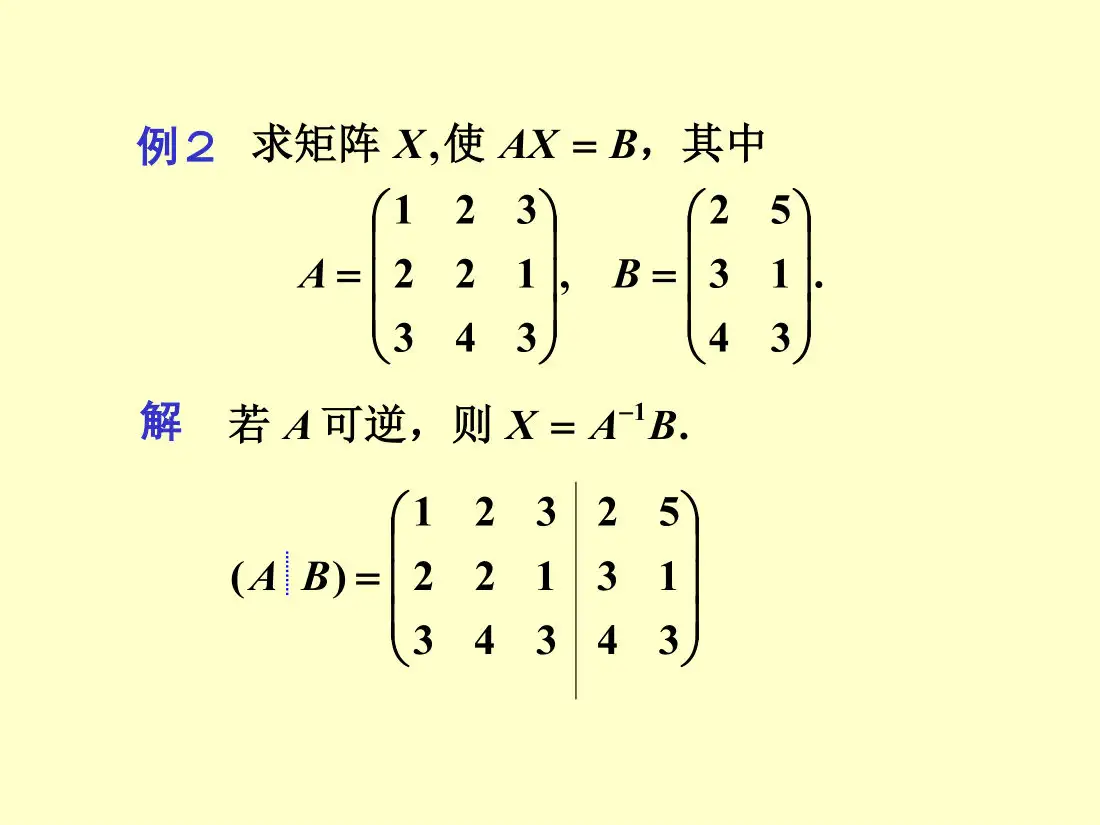 例２ 求矩阵 X,使 AX = B，其中
A = ⎛1 2 3⎞ B = ⎛2 5⎞
⎜2 2 1⎟, ⎜3 1⎟.
⎝3 4 3⎠ ⎝4 3⎠
解 若 A 可逆，则 X = A⁻¹B.
(A ┊ B) = ⎛1 2 3 | 2 5⎞
⎜2 2 1 | 3 1⎟
⎝3 4 3 | 4 3⎠